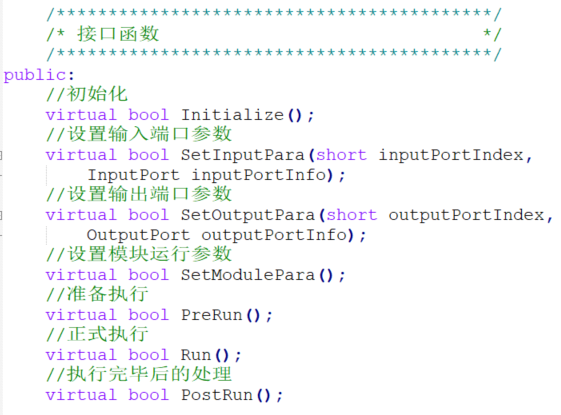 /******************************************/
/* 接口函数 */
/******************************************/
public:
//初始化
virtual bool Initialize();
//设置输入端口参数
virtual bool SetInputPara(short inputPortIndex,
InputPort inputPortInfo);
//设置输出端口参数
virtual bool SetOutputPara(short outputPortIndex,
OutputPort outputPortInfo);
//设置模块运行参数
virtual bool SetModulePara();
//准备执行
virtual bool PreRun();
//正式执行
virtual bool Run();
//执行完毕后的处理
virtual bool PostRun();